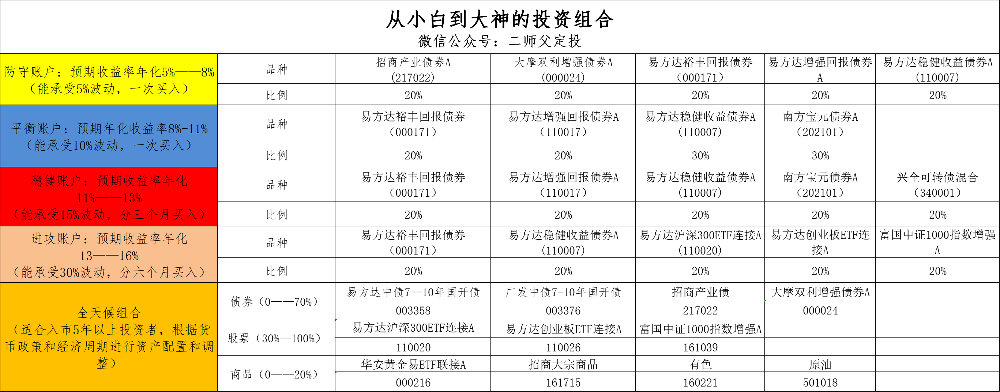 从小白到大神的投资组合
微信公众号：二师父定投
防守账户：预期收益率年化5%——8%
（能承受5%波动，一次买入）
品种
招商产业债券A
(217022)
大摩双利增强债券A
(000024)
易方达裕丰回报债券
（000171）
易方达增强回报债券
A
易方达稳健收益债券A
(110007)
比例
20%
20%
20%
20%
20%
平衡账户：预期年化收益率8%-11%
（能承受10%波动，一次买入）
品种
易方达裕丰回报债券
（000171）
易方达增强回报债券A
（110017）
易方达稳健收益债券A
(110007)
南方宝元债券A
（202101）
比例
20%
20%
30%
30%
稳健账户：预期收益率年化
11%——13%
（能承受15%波动，分三个月买入）
品种
易方达裕丰回报债券
（000171）
易方达增强回报债券A
（110017）
易方达稳健收益债券A
(110007)
南方宝元债券A
（202101）
兴全可转债混合
（340001）
比例
20%
20%
20%
20%
20%
进攻账户：预期收益率年化
13——16%
（能承受30%波动，分六个月买入）
品种
易方达裕丰回报债券
（000171）
易方达稳健收益债券A
(110007)
易方达沪深300ETF连接A
(110020)
易方达创业板ETF连
接A
富国中证1000指数增强
A
比例
20%
20%
20%
20%
20%
全天候组合
（适合入市5年以上投资者，根据货
币政策和经济周期进行资产配置和调
整）
债券（0——70%）
易方达中债7—10年国开债
广发中债7-10年国开债
招商产业债
大摩双利增强债券A
003358
003376
217022
000024
股票（30%—100%）
易方达沪深300ETF连接A
易方达创业板ETF连接A
富国中证1000指数增强A
110020
110026
161039
商品（0——20%）
华安黄金易ETF联接A
招商大宗商品
有色
原油
000216
161715
160221
501018